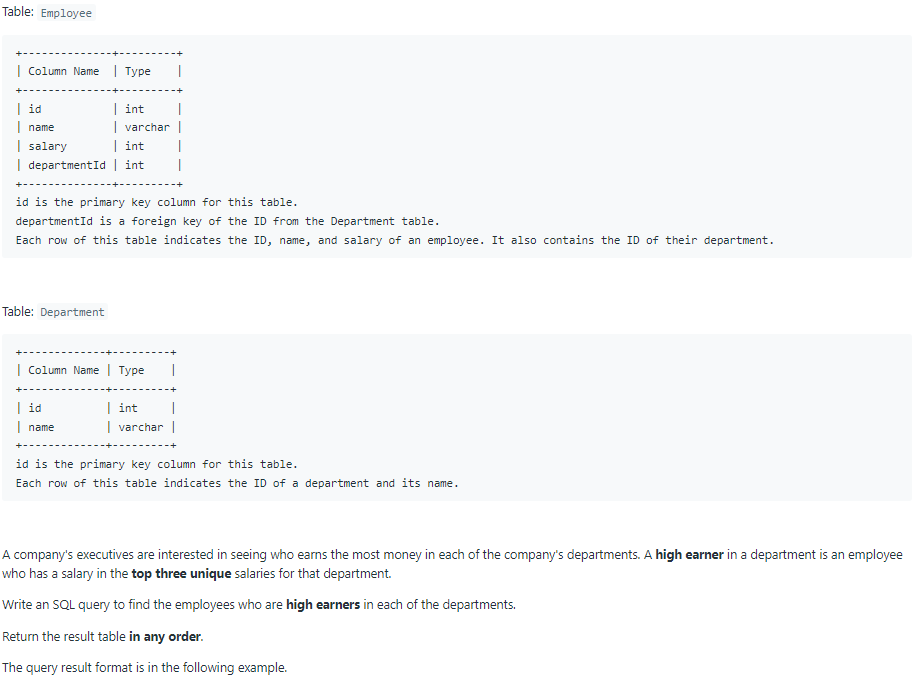 Table: Employee
+--------------+---------+
| Column Name  | Type    |
+--------------+---------+
| id           | int     |
| name         | varchar |
| salary       | int     |
| departmentId | int     |
+--------------+---------+
id is the primary key column for this table.
departmentId is a foreign key of the ID from the Department table.
Each row of this table indicates the ID, name, and salary of an employee. It also contains the ID of their department.
Table: Department
+-------------+---------+
| Column Name | Type    |
+-------------+---------+
| id          | int     |
| name        | varchar |
+-------------+---------+
id is the primary key column for this table.
Each row of this table indicates the ID of a department and its name.
A company's executives are interested in seeing who earns the most money in each of the company's departments. A high earner in a department is an employee
who has a salary in the top three unique salaries for that department.
Write an SQL query to find the employees who are high earners in each of the departments.
Return the result table in any order.
The query result format is in the following example.